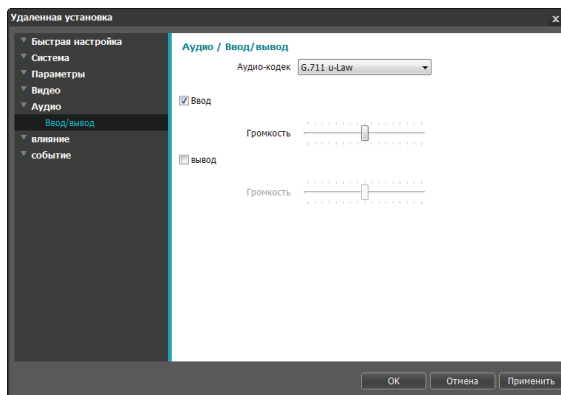 Удаленная установка x
Быстрая настройка
Система
Параметры
Видео
Аудио
Ввод/вывод
влияние
событие
Аудио / Ввод/вывод
Аудио-кодек G.711 u-Law
Ввод
Громкость
вывод
Громкость
OK Отмена Применить